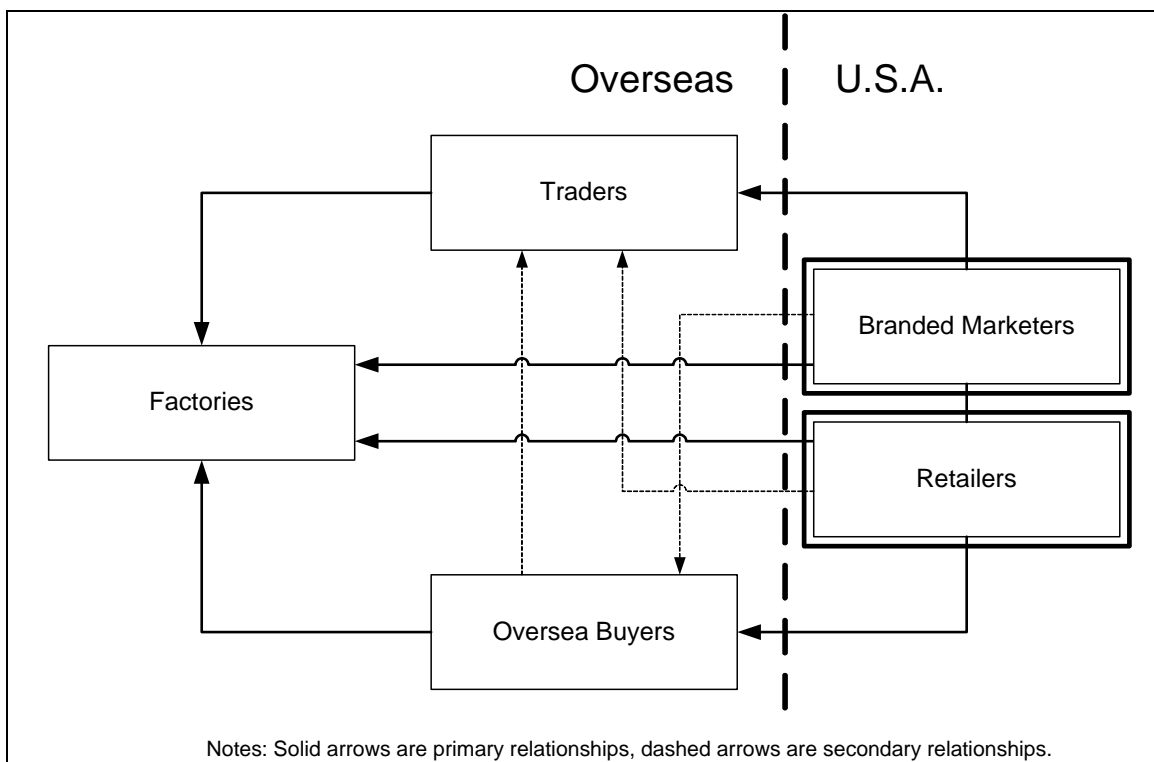 Overseas
U.S.A.
Traders
Branded Marketers
Factories
Retailers
Oversea Buyers
Notes: Solid arrows are primary relationships, dashed arrows are secondary relationships.